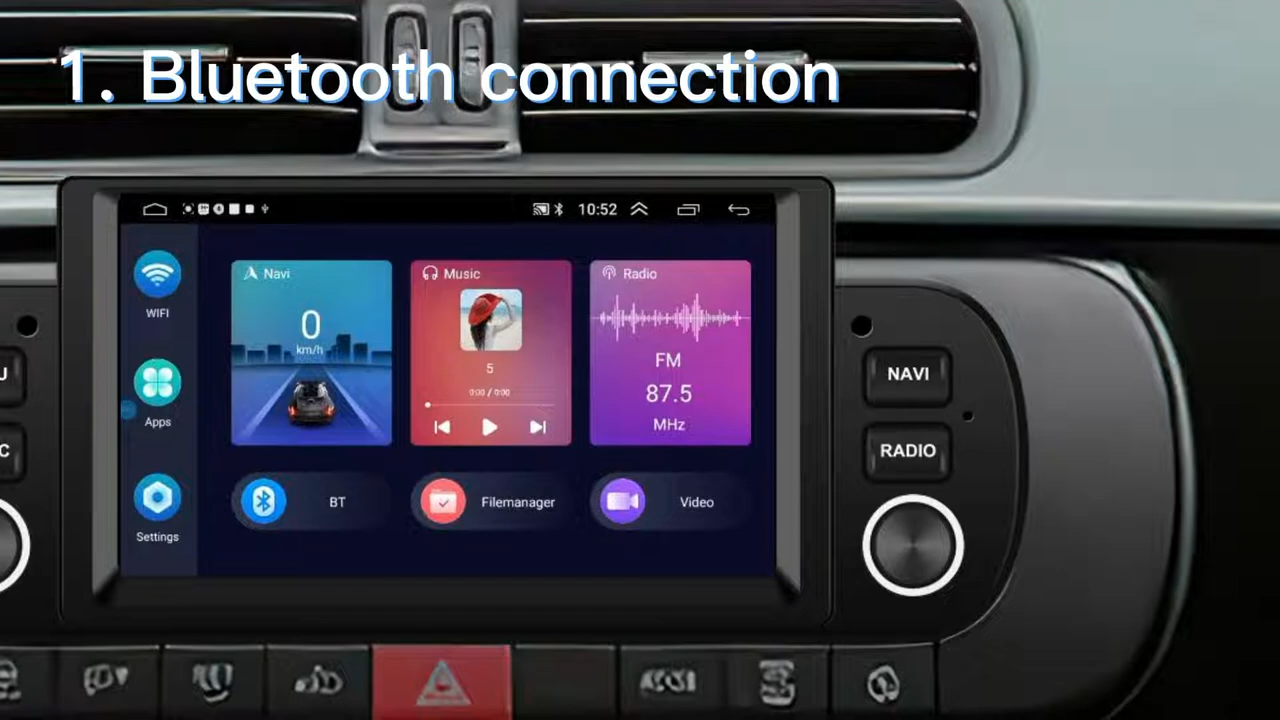 1. Bluetooth connection
10:52
WIFI
Apps
Settings
Navi
0
km/h
Music
5
0:00 / 0:00
Radio
FM
87.5
MHz
BT
Filemanager
Video
NAVI
RADIO